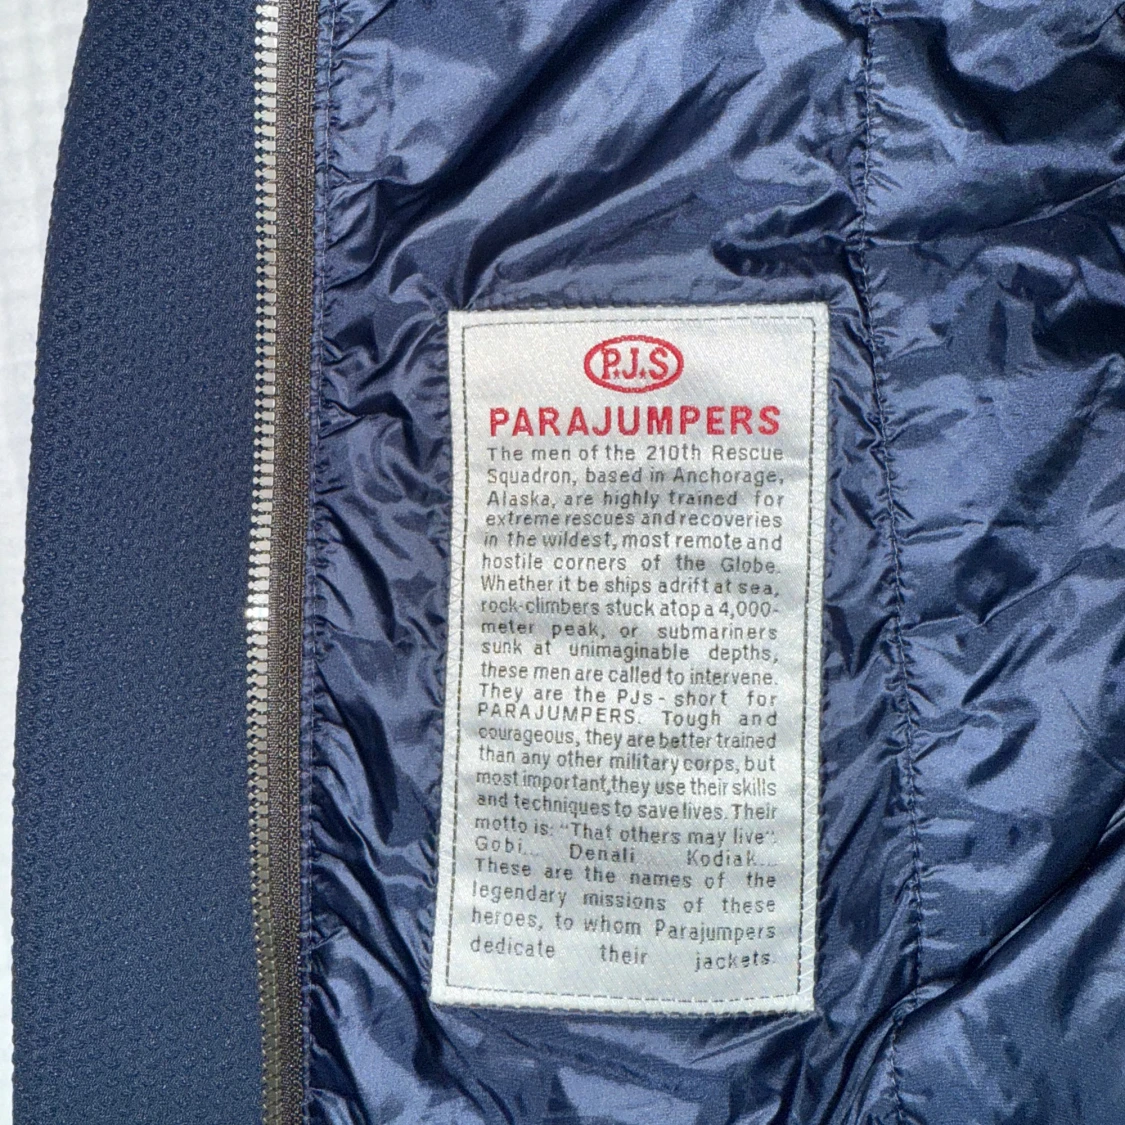 P.J.S
PARAJUMPERS
The men of the 210th Rescue
Squadron, based in Anchorage,
Alaska, are highly trained for
extreme rescues and recoveries
in the wildest, most remote and
hostile corners of the Globe.
Whether it be ships adrift at sea,
rock-climbers stuck atop a 4,000-
meter peak, or submariners
sunk at unimaginable depths,
these men are called to intervene.
They are the PJs - short for
PARAJUMPERS. Tough and
courageous, they are better trained
than any other military corps, but
most important,they use their skills
and techniques to save lives. Their
motto is: "That others may live".
Gobi... Denali Kodiak...
These are the names of the
legendary missions of these
heroes, to whom Parajumpers
dedicate their jackets.